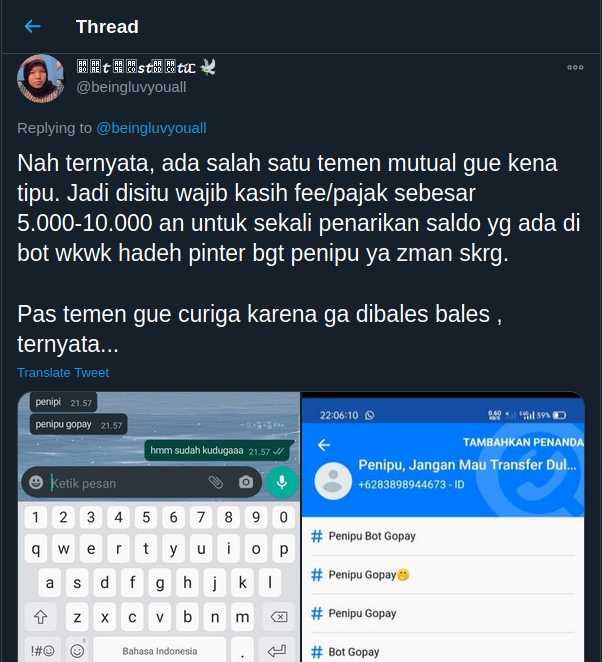 Thread
@beingluvyouall
Replying to @beingluvyouall
Nah ternyata, ada salah satu temen mutual gue kena
tipu. Jadi disitu wajib kasih fee/pajak sebesar
5.000-10.000 an untuk sekali penarikan saldo yg ada di
bot wkwk hadeh pinter bgt penipu ya zman skrg.
Pas temen gue curiga karena ga dibales bales ,
ternyata...
Translate Tweet
penipi 21.57
penipu gopay 21.57
hmm sudah kudugaaa 21.57
Ketik pesan
1 2 3 4 5 6 7 8 9 0
q w e r t y u i o p
a s d f g h j k l
z x c v b n m
!#☺ Bahasa Indonesia .
22:06:10 39%
TAMBAHKAN PENANDA
Penipu, Jangan Mau Transfer Dul...
+6283898944673 - ID
# Penipu Bot Gopay
# Penipu Gopay🤭
# Penipu Gopay
# Bot Gopay